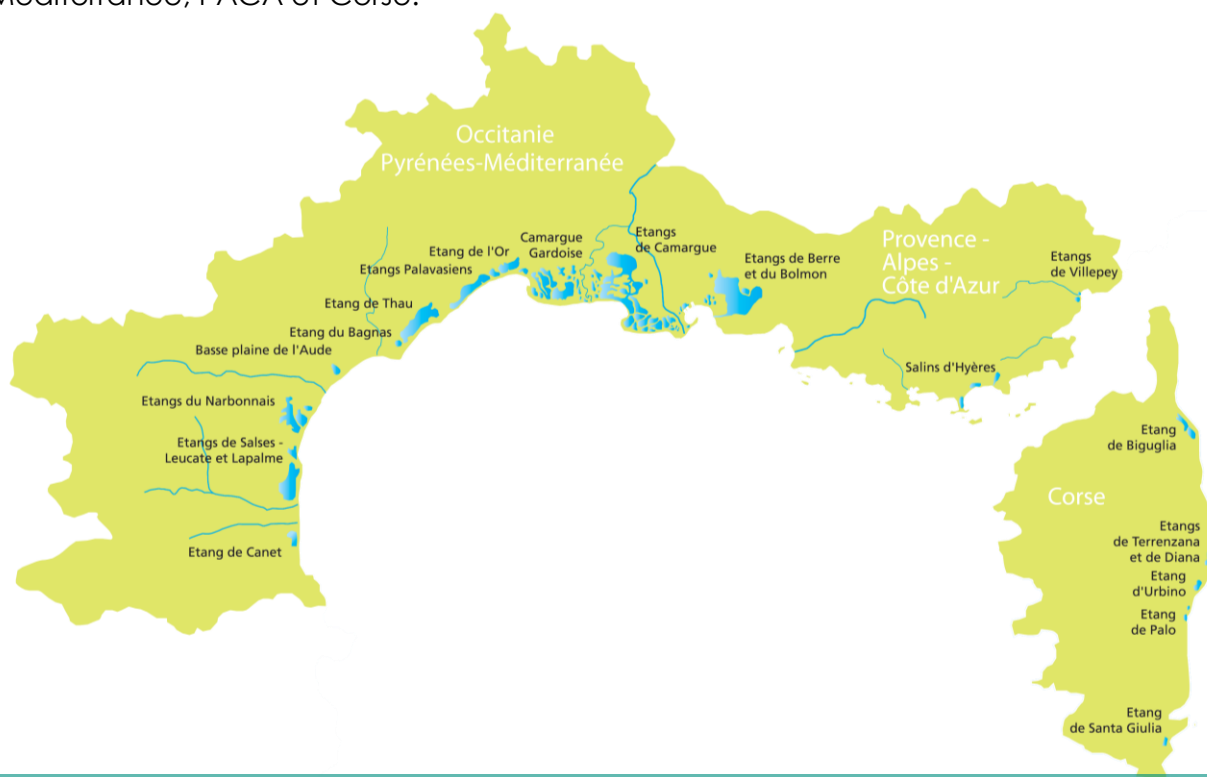 Méditerranée, PACA et Corse.
Occitanie
Pyrénées-Méditerranée
Provence -
Alpes -
Côte d'Azur
Corse
Camargue
Gardoise
Etangs
de Camargue
Etang de l'Or
Etangs Palavasiens
Etang de Thau
Etang du Bagnas
Basse plaine de l'Aude
Etangs du Narbonnais
Etangs de Salses -
Leucate et Lapalme
Etang de Canet
Etangs de Berre
et du Bolmon
Etangs
de Villepey
Salins d'Hyères
Etang
de Biguglia
Etangs
de Terrenzana
et de Diana
Etang
d'Urbino
Etang
de Palo
Etang
de Santa Giulia